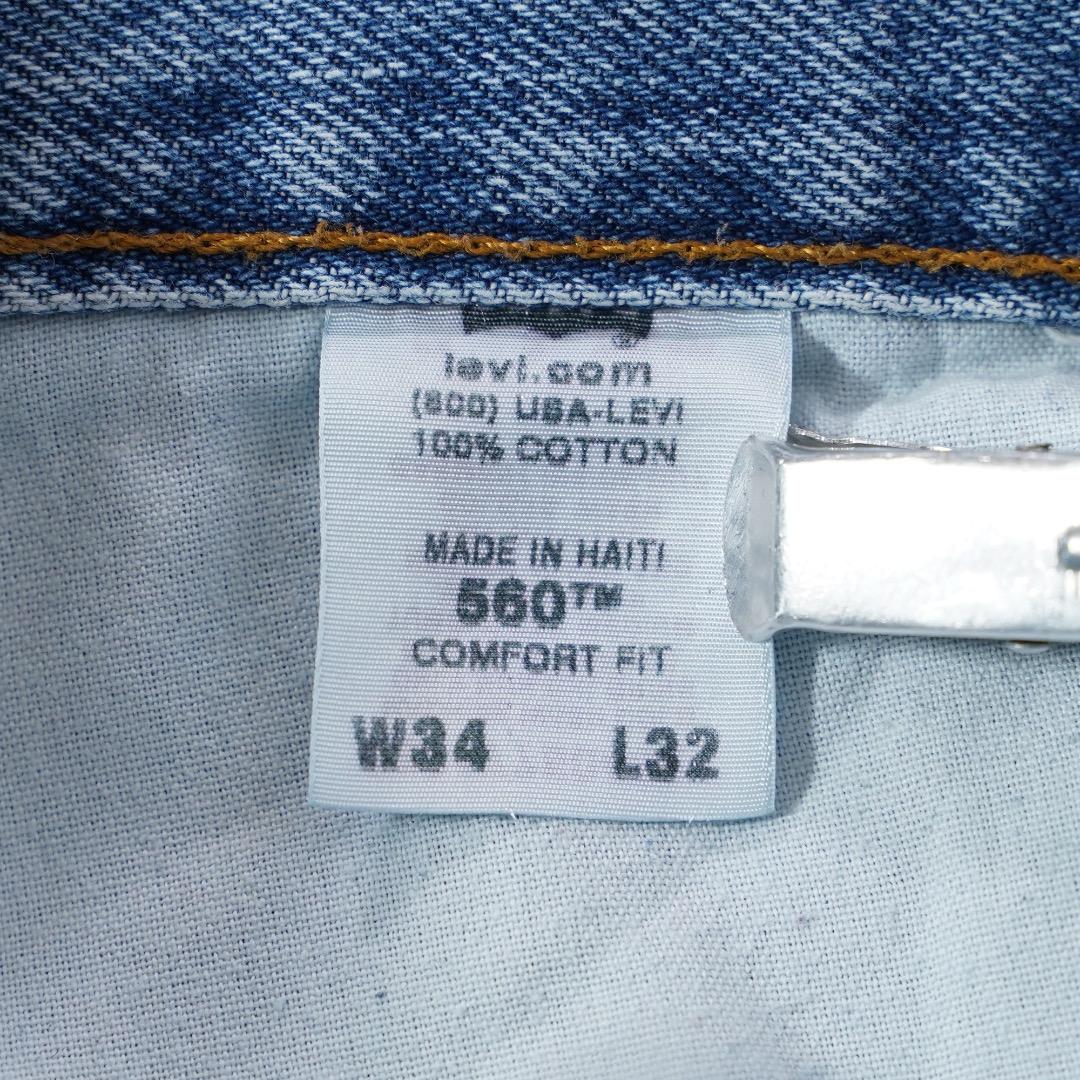 levi.com
(800) USA-LEVI
100% COTTON
MADE IN HAITI
560™
COMFORT FIT
W34 L32